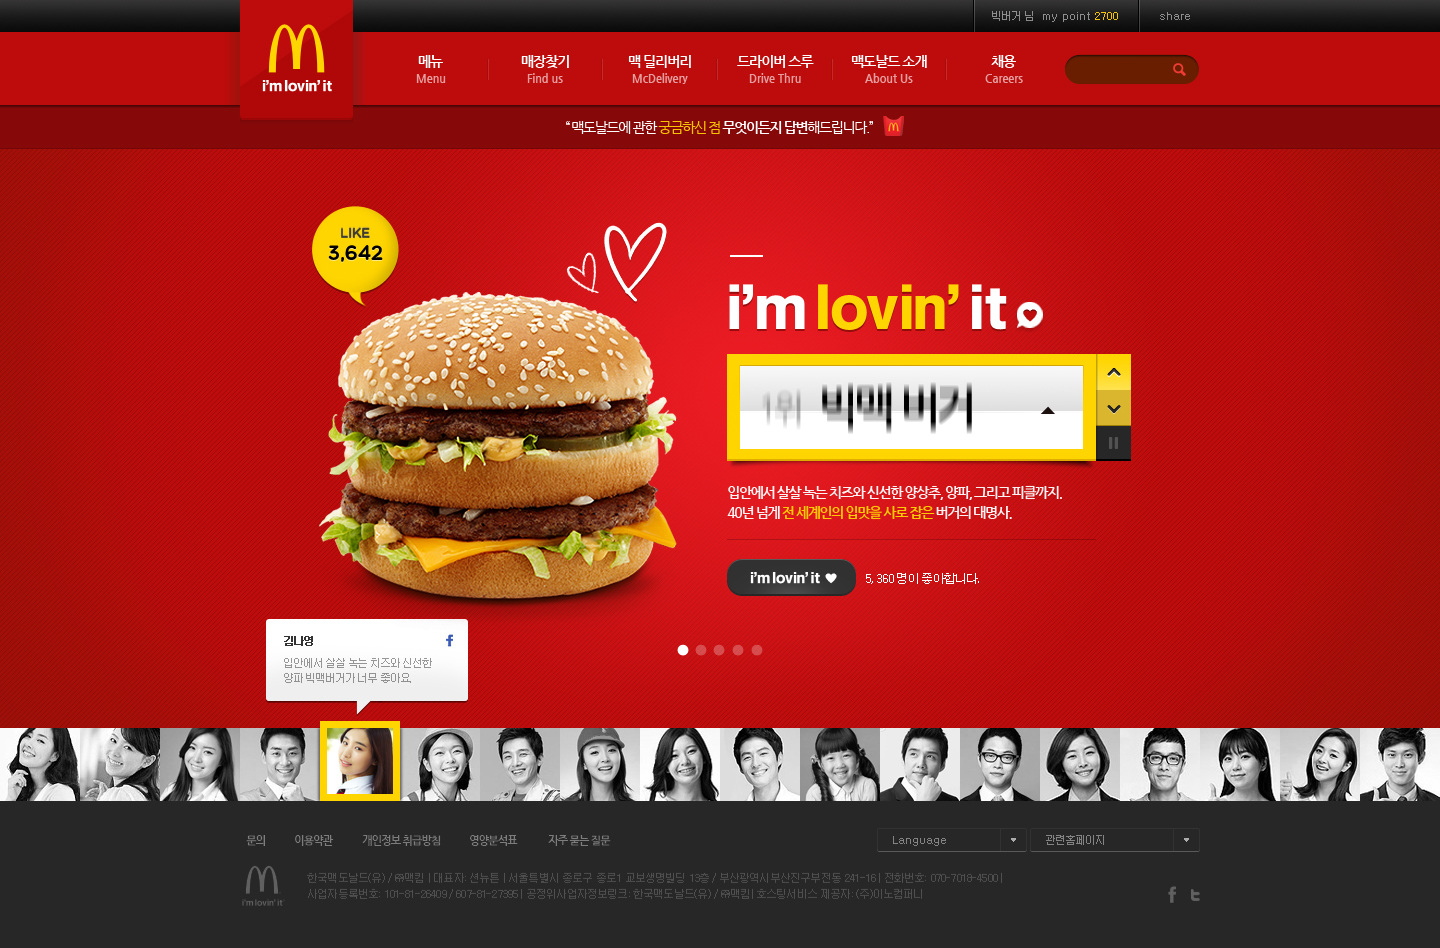 빅버거 님 my point 2700
share
i'm lovin' it
메뉴
Menu
매장찾기
Find us
맥 딜리버리
McDelivery
드라이버 스루
Drive Thru
맥도날드 소개
About Us
채용
Careers
“맥도날드에 관한 궁금하신 점 무엇이든지 답변해드립니다.”
LIKE
3,642
i'm lovin' it
1위 빅맥 버거
입안에서 살살 녹는 치즈와 신선한 양상추, 양파, 그리고 피클까지.
40년 넘게 전 세계인의 입맛을 사로 잡은 버거의 대명사.
i'm lovin' it
5, 360명이 좋아합니다.
김나영
f
입안에서 살살 녹는 치즈와 신선한
양파 빅맥버거가 너무 좋아요.
문의
이용약관
개인정보 취급방침
영양분석표
자주 묻는 질문
Language
관련홈페이지
i'm lovin' it
한국맥도날드(유) / ㈜맥킴 | 대표자: 션뉴튼 | 서울특별시 종로구 종로1 교보생명빌딩 13층 / 부산광역시부산진구부전동 241-16 | 전화번호: 070-7018-4500 |
사업자등록번호: 101-81-26409 / 607-81-27395 | 공정위사업자정보링크: 한국맥도날드(유) / ㈜맥킴 | 호스팅서비스 제공자: (주)이노컴퍼니